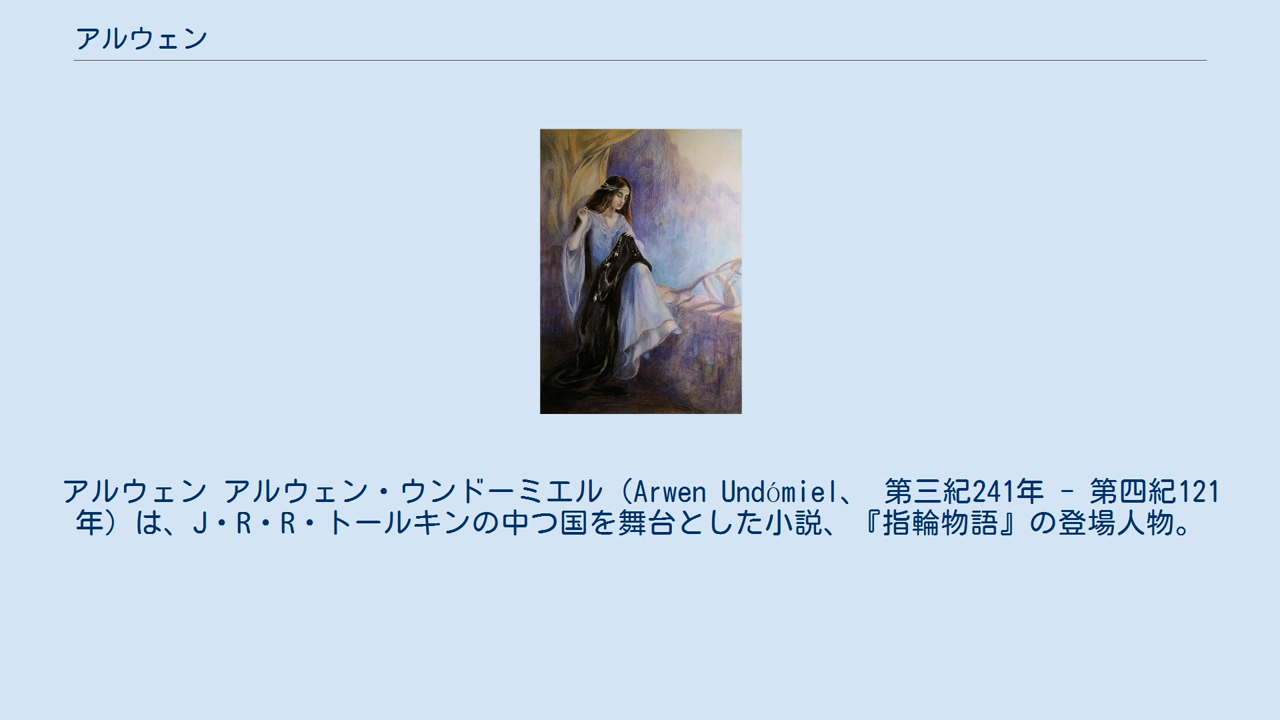 アルウェン
アルウェン アルウェン・ウンドーミエル（Arwen Undómiel、 第三紀241年 - 第四紀121
年）は、J・R・R・トールキンの中つ国を舞台とした小説、『指輪物語』の登場人物。